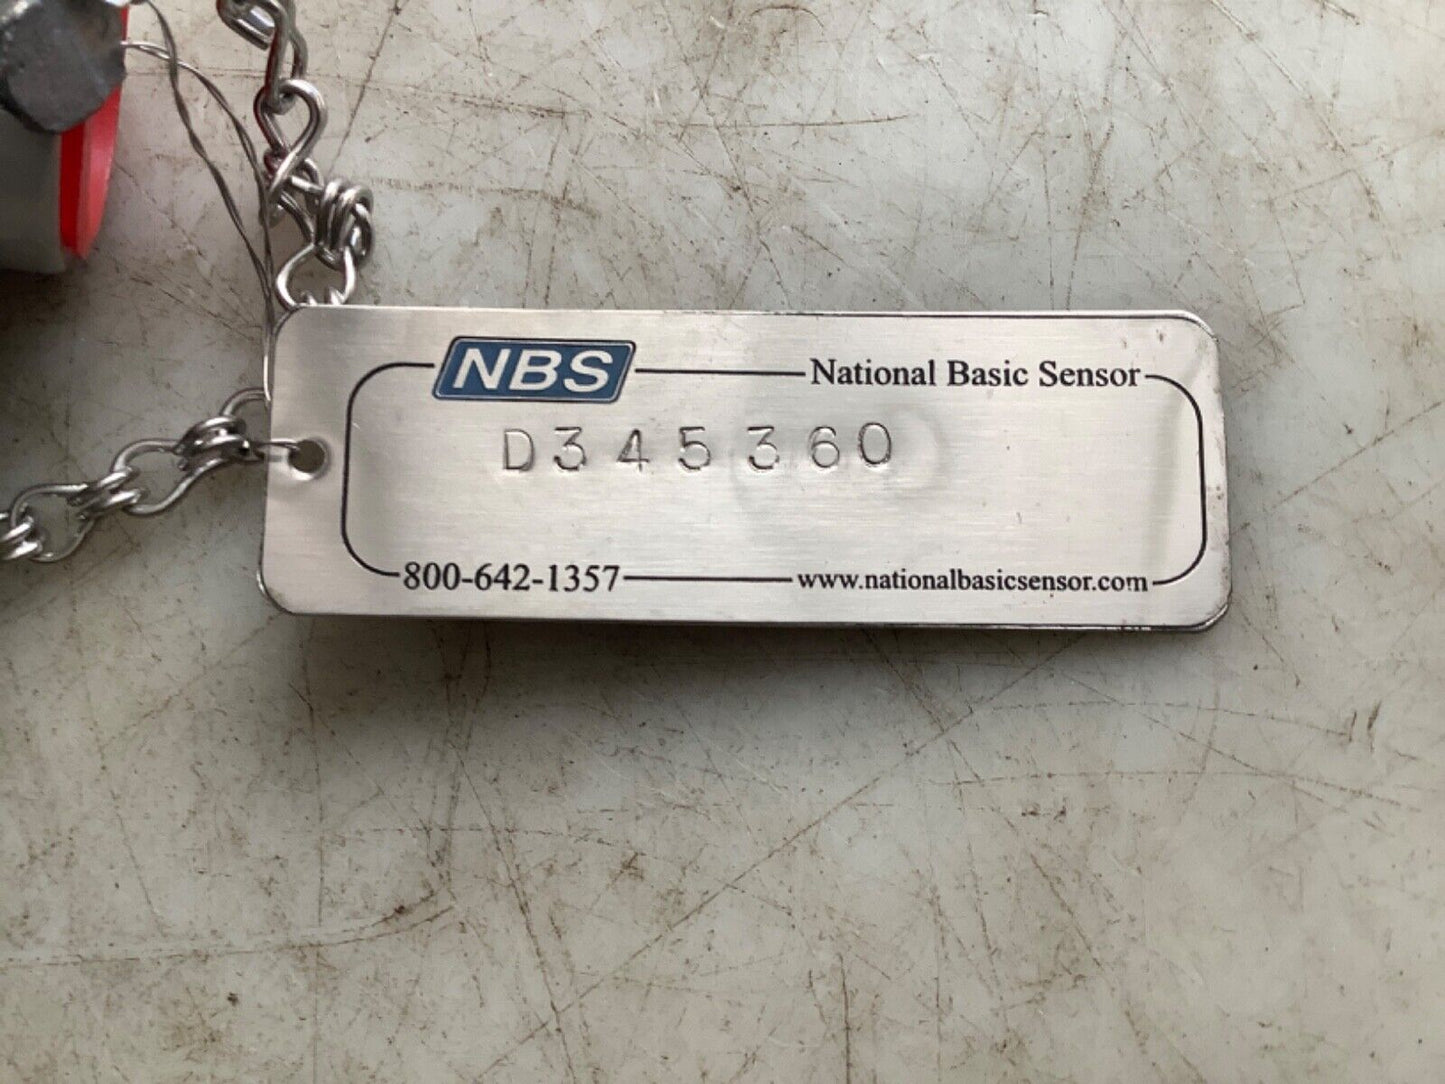 NBS National Basic Sensor
D345360
800-642-1357 www.nationalbasicsensor.com